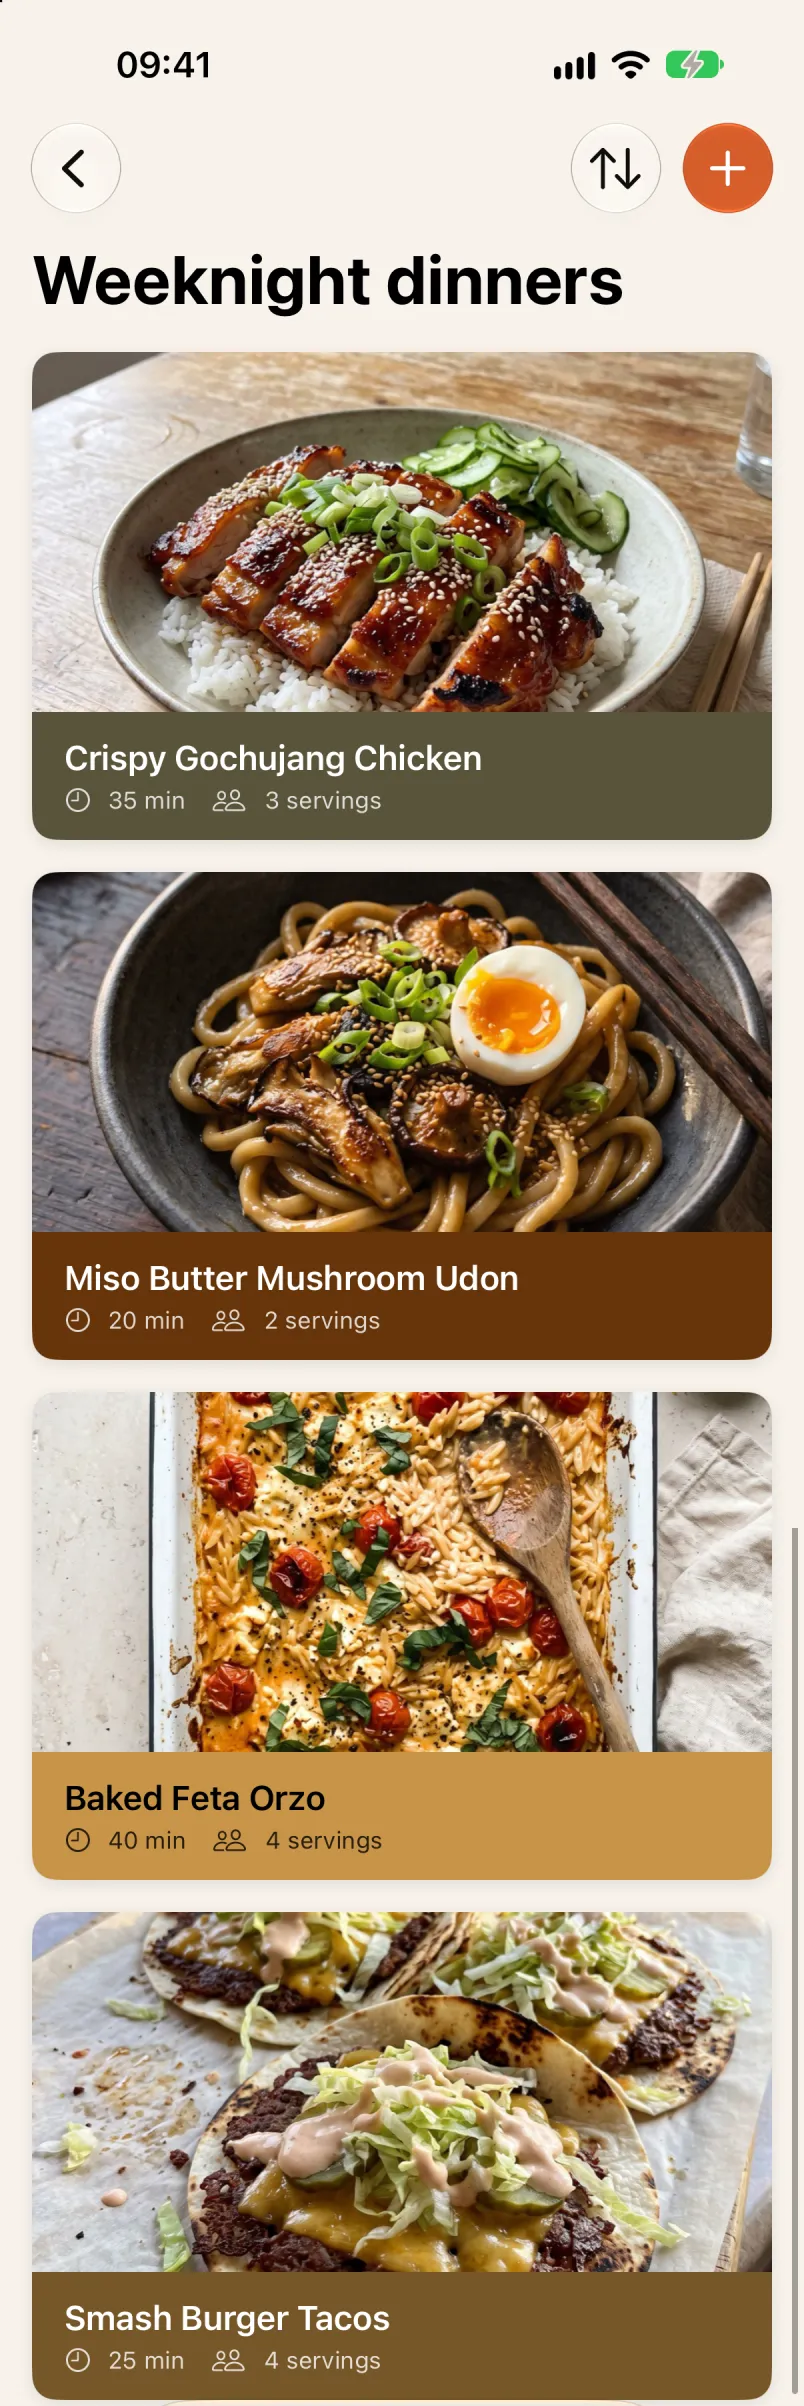 09:41
Weeknight dinners
Crispy Gochujang Chicken
35 min 3 servings
Miso Butter Mushroom Udon
20 min 2 servings
Baked Feta Orzo
40 min 4 servings
Smash Burger Tacos
25 min 4 servings